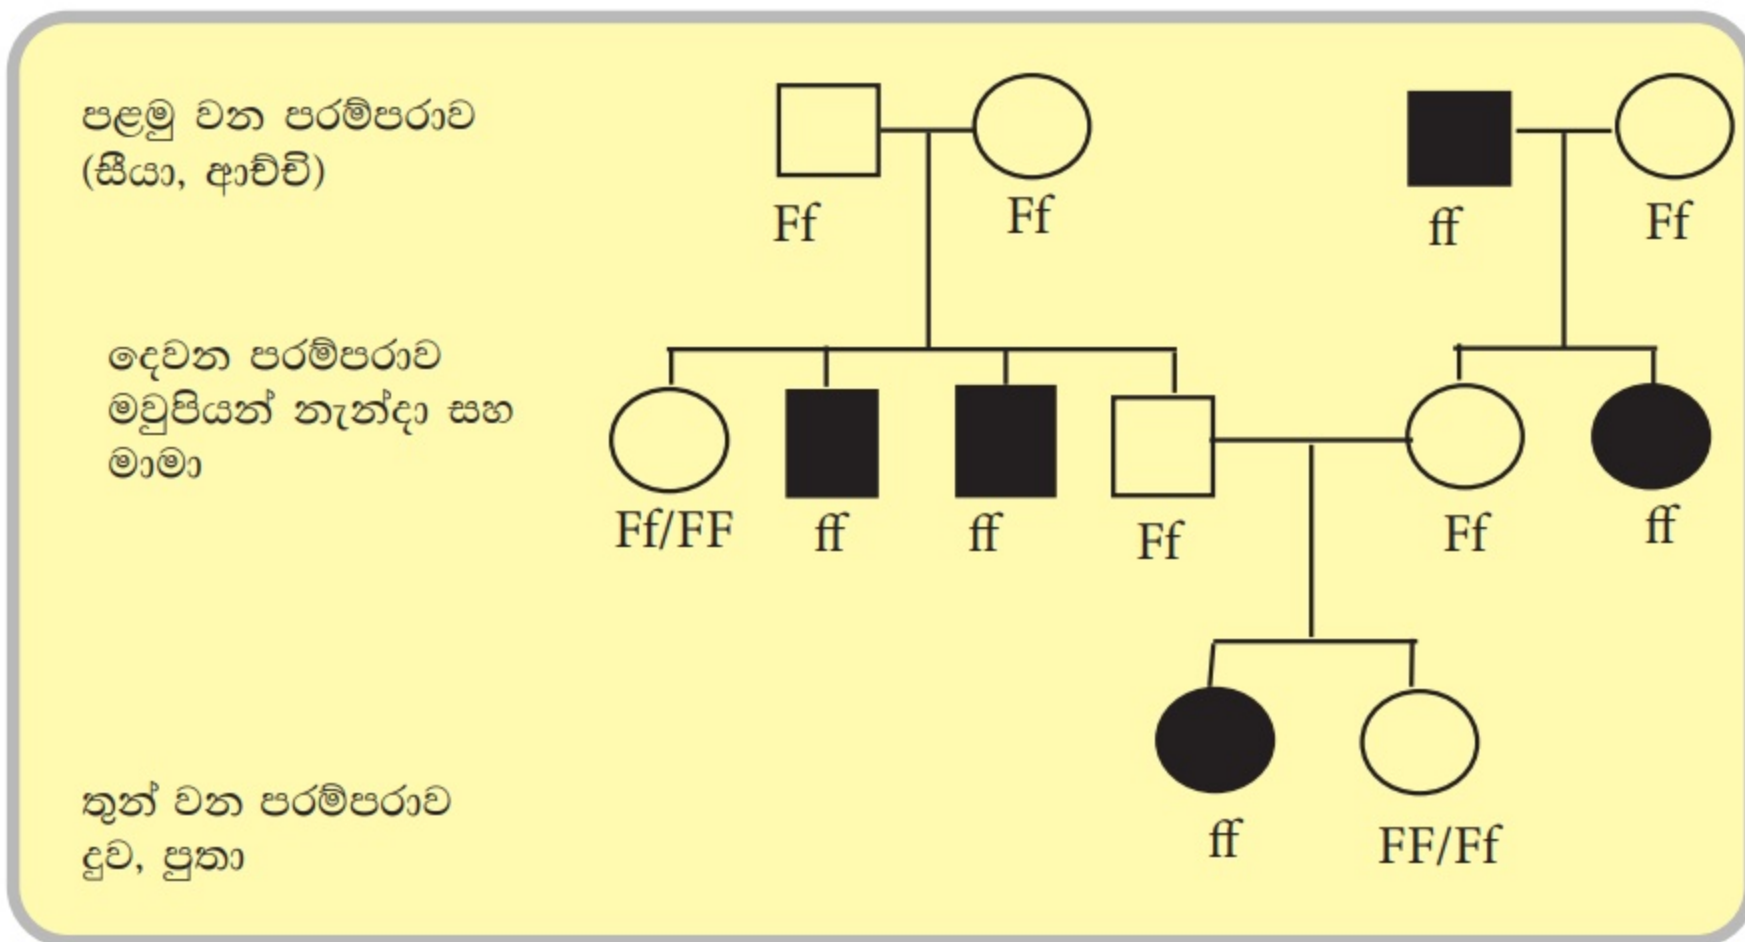 පළමු වන පරම්පරාව
(සීයා, ආච්චි)
Ff
Ff
ff
Ff
දෙවන පරම්පරාව
මවුපියන් නැන්දා සහ
මාමා
Ff/FF
ff
ff
Ff
Ff
ff
තුන් වන පරම්පරාව
දුව, පුතා
ff
FF/Ff